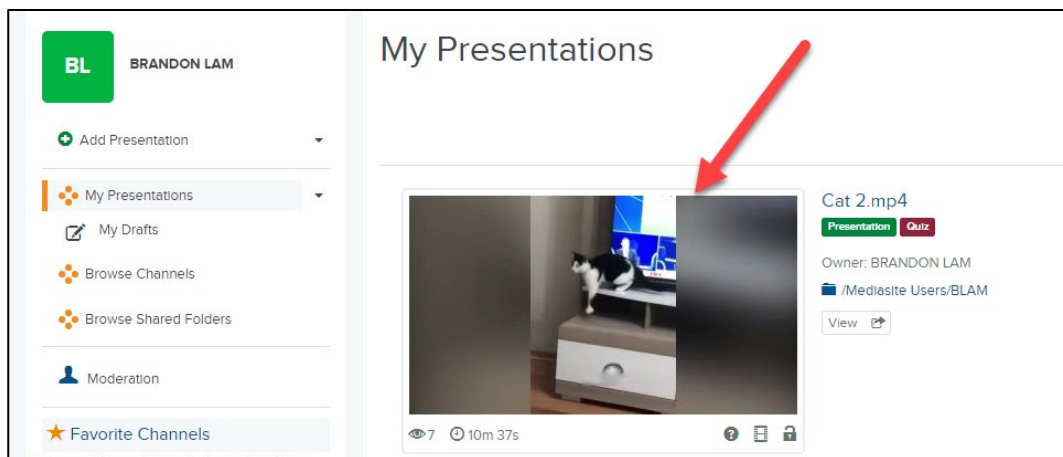 BL
BRANDON LAM
Add Presentation
My Presentations
My Drafts
Browse Channels
Browse Shared Folders
Moderation
Favorite Channels
My Presentations
7 10m 37s
Cat 2.mp4
Presentation Quiz
Owner: BRANDON LAM
/Mediasite Users/BLAM
View